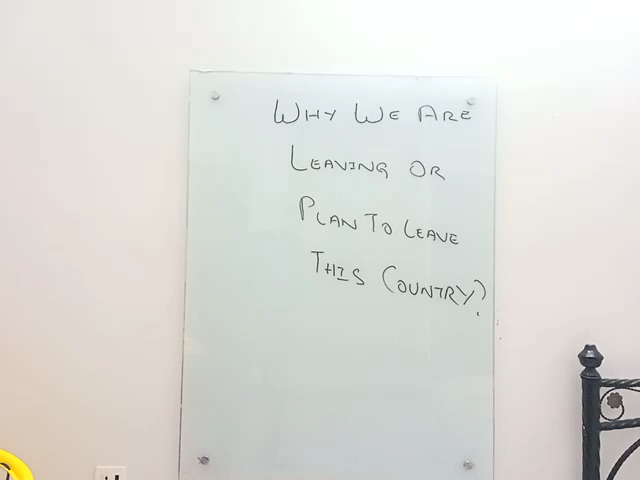 WHY WE ARE
LEAVING OR
PLAN TO LEAVE
THIS COUNTRY?